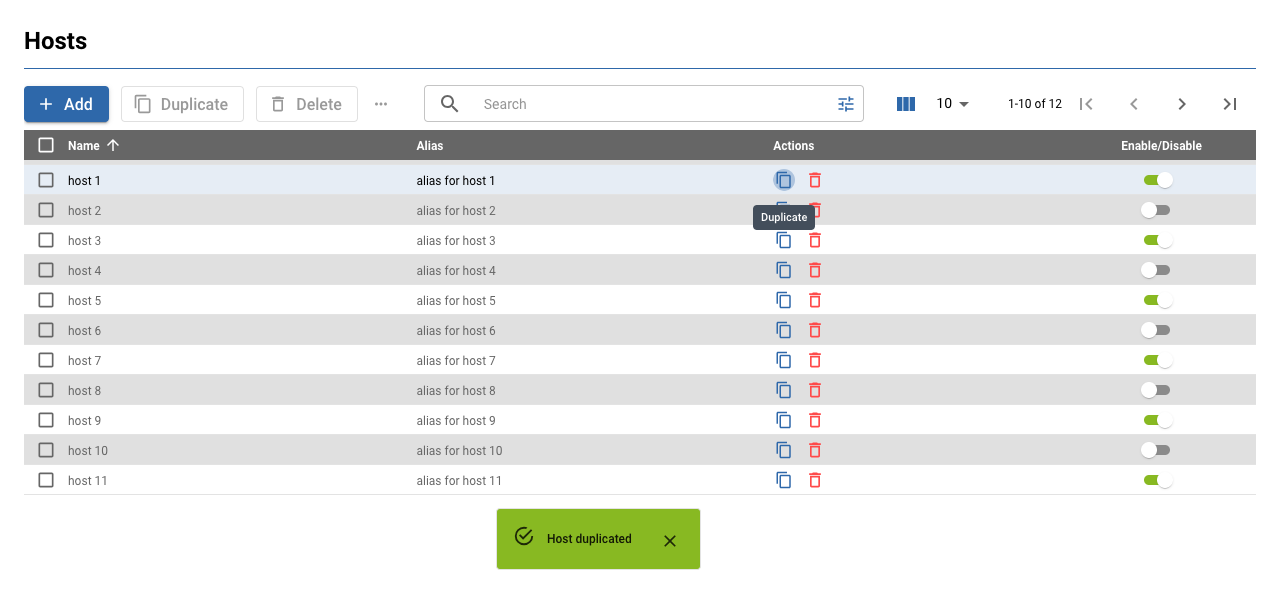 Hosts
Add Duplicate Delete ... Search 10 1-10 of 12
Name Alias Actions Enable/Disable
host 1 alias for host 1
host 2 alias for host 2
Duplicate
host 3 alias for host 3
host 4 alias for host 4
host 5 alias for host 5
host 6 alias for host 6
host 7 alias for host 7
host 8 alias for host 8
host 9 alias for host 9
host 10 alias for host 10
host 11 alias for host 11
Host duplicated